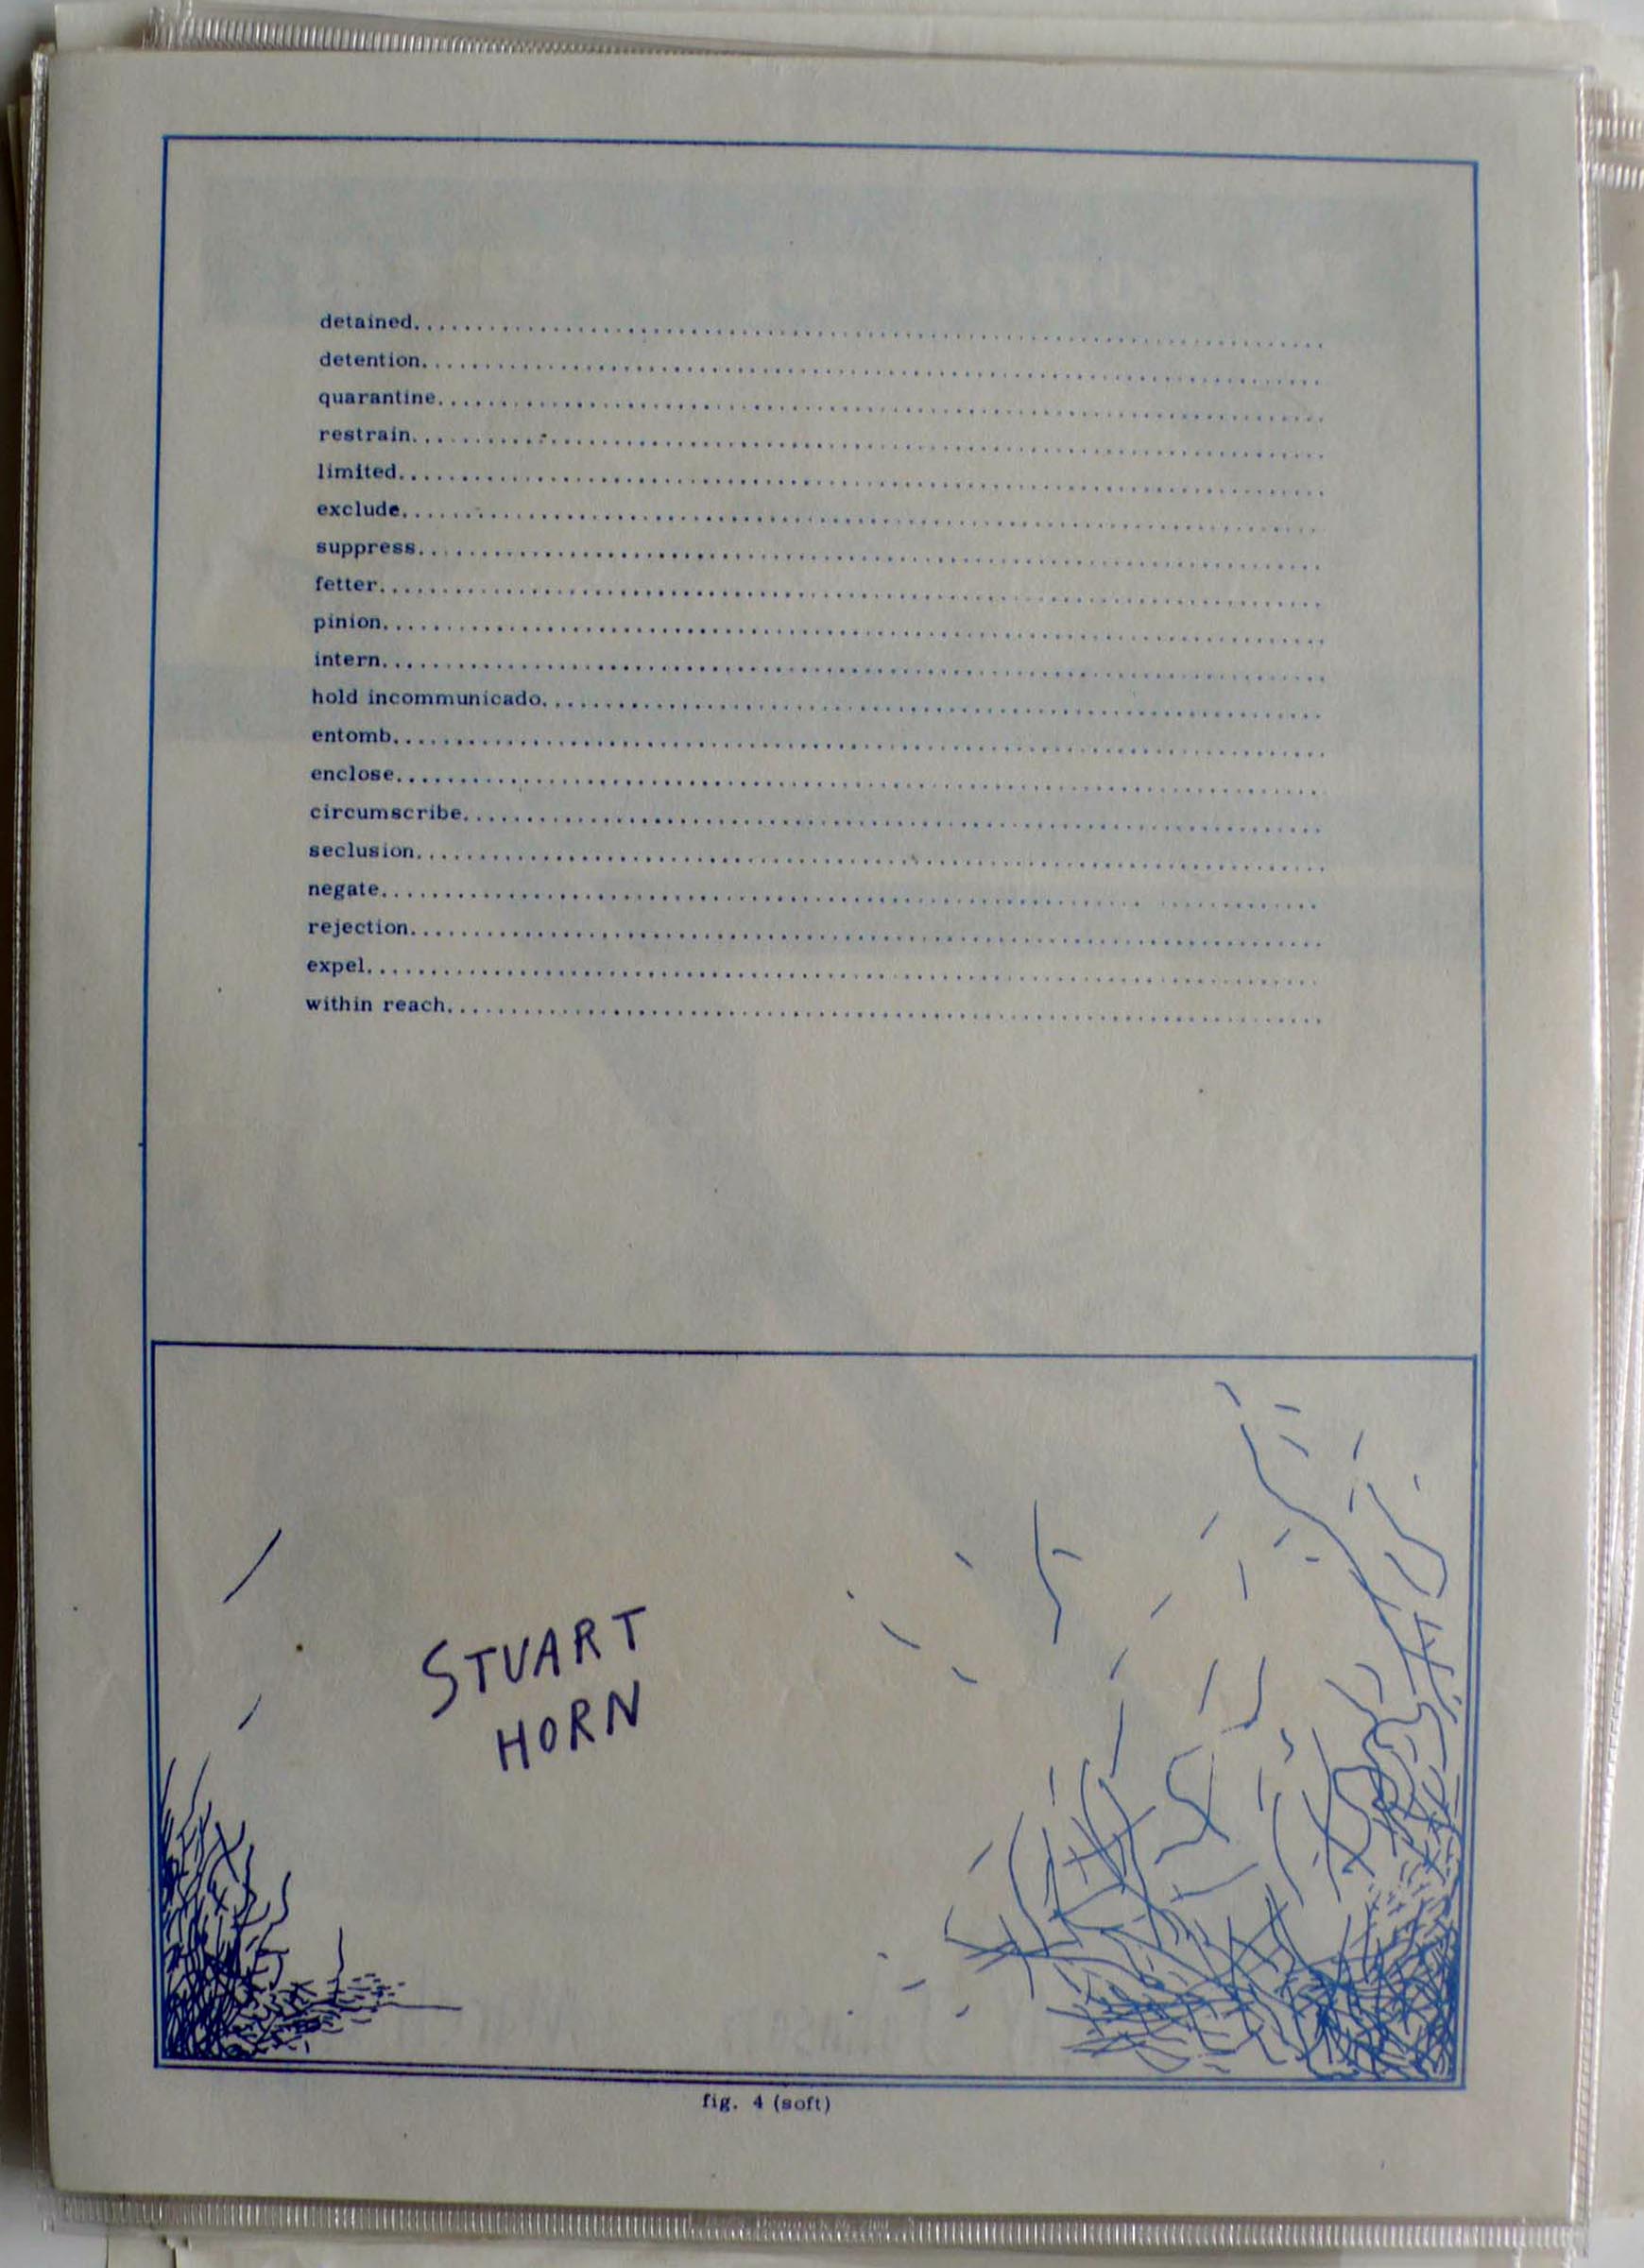 detained......................................................................
detention......................................................................
quarantine......................................................................
restrain......................................................................
limited......................................................................
exclude......................................................................
suppress......................................................................
fetter......................................................................
pinion......................................................................
intern......................................................................
hold incommunicado......................................................................
entomb......................................................................
enclose......................................................................
circumscribe......................................................................
seclusion......................................................................
negate......................................................................
rejection......................................................................
expel......................................................................
within reach......................................................................
STUART
HORN
fig. 4 (soft)